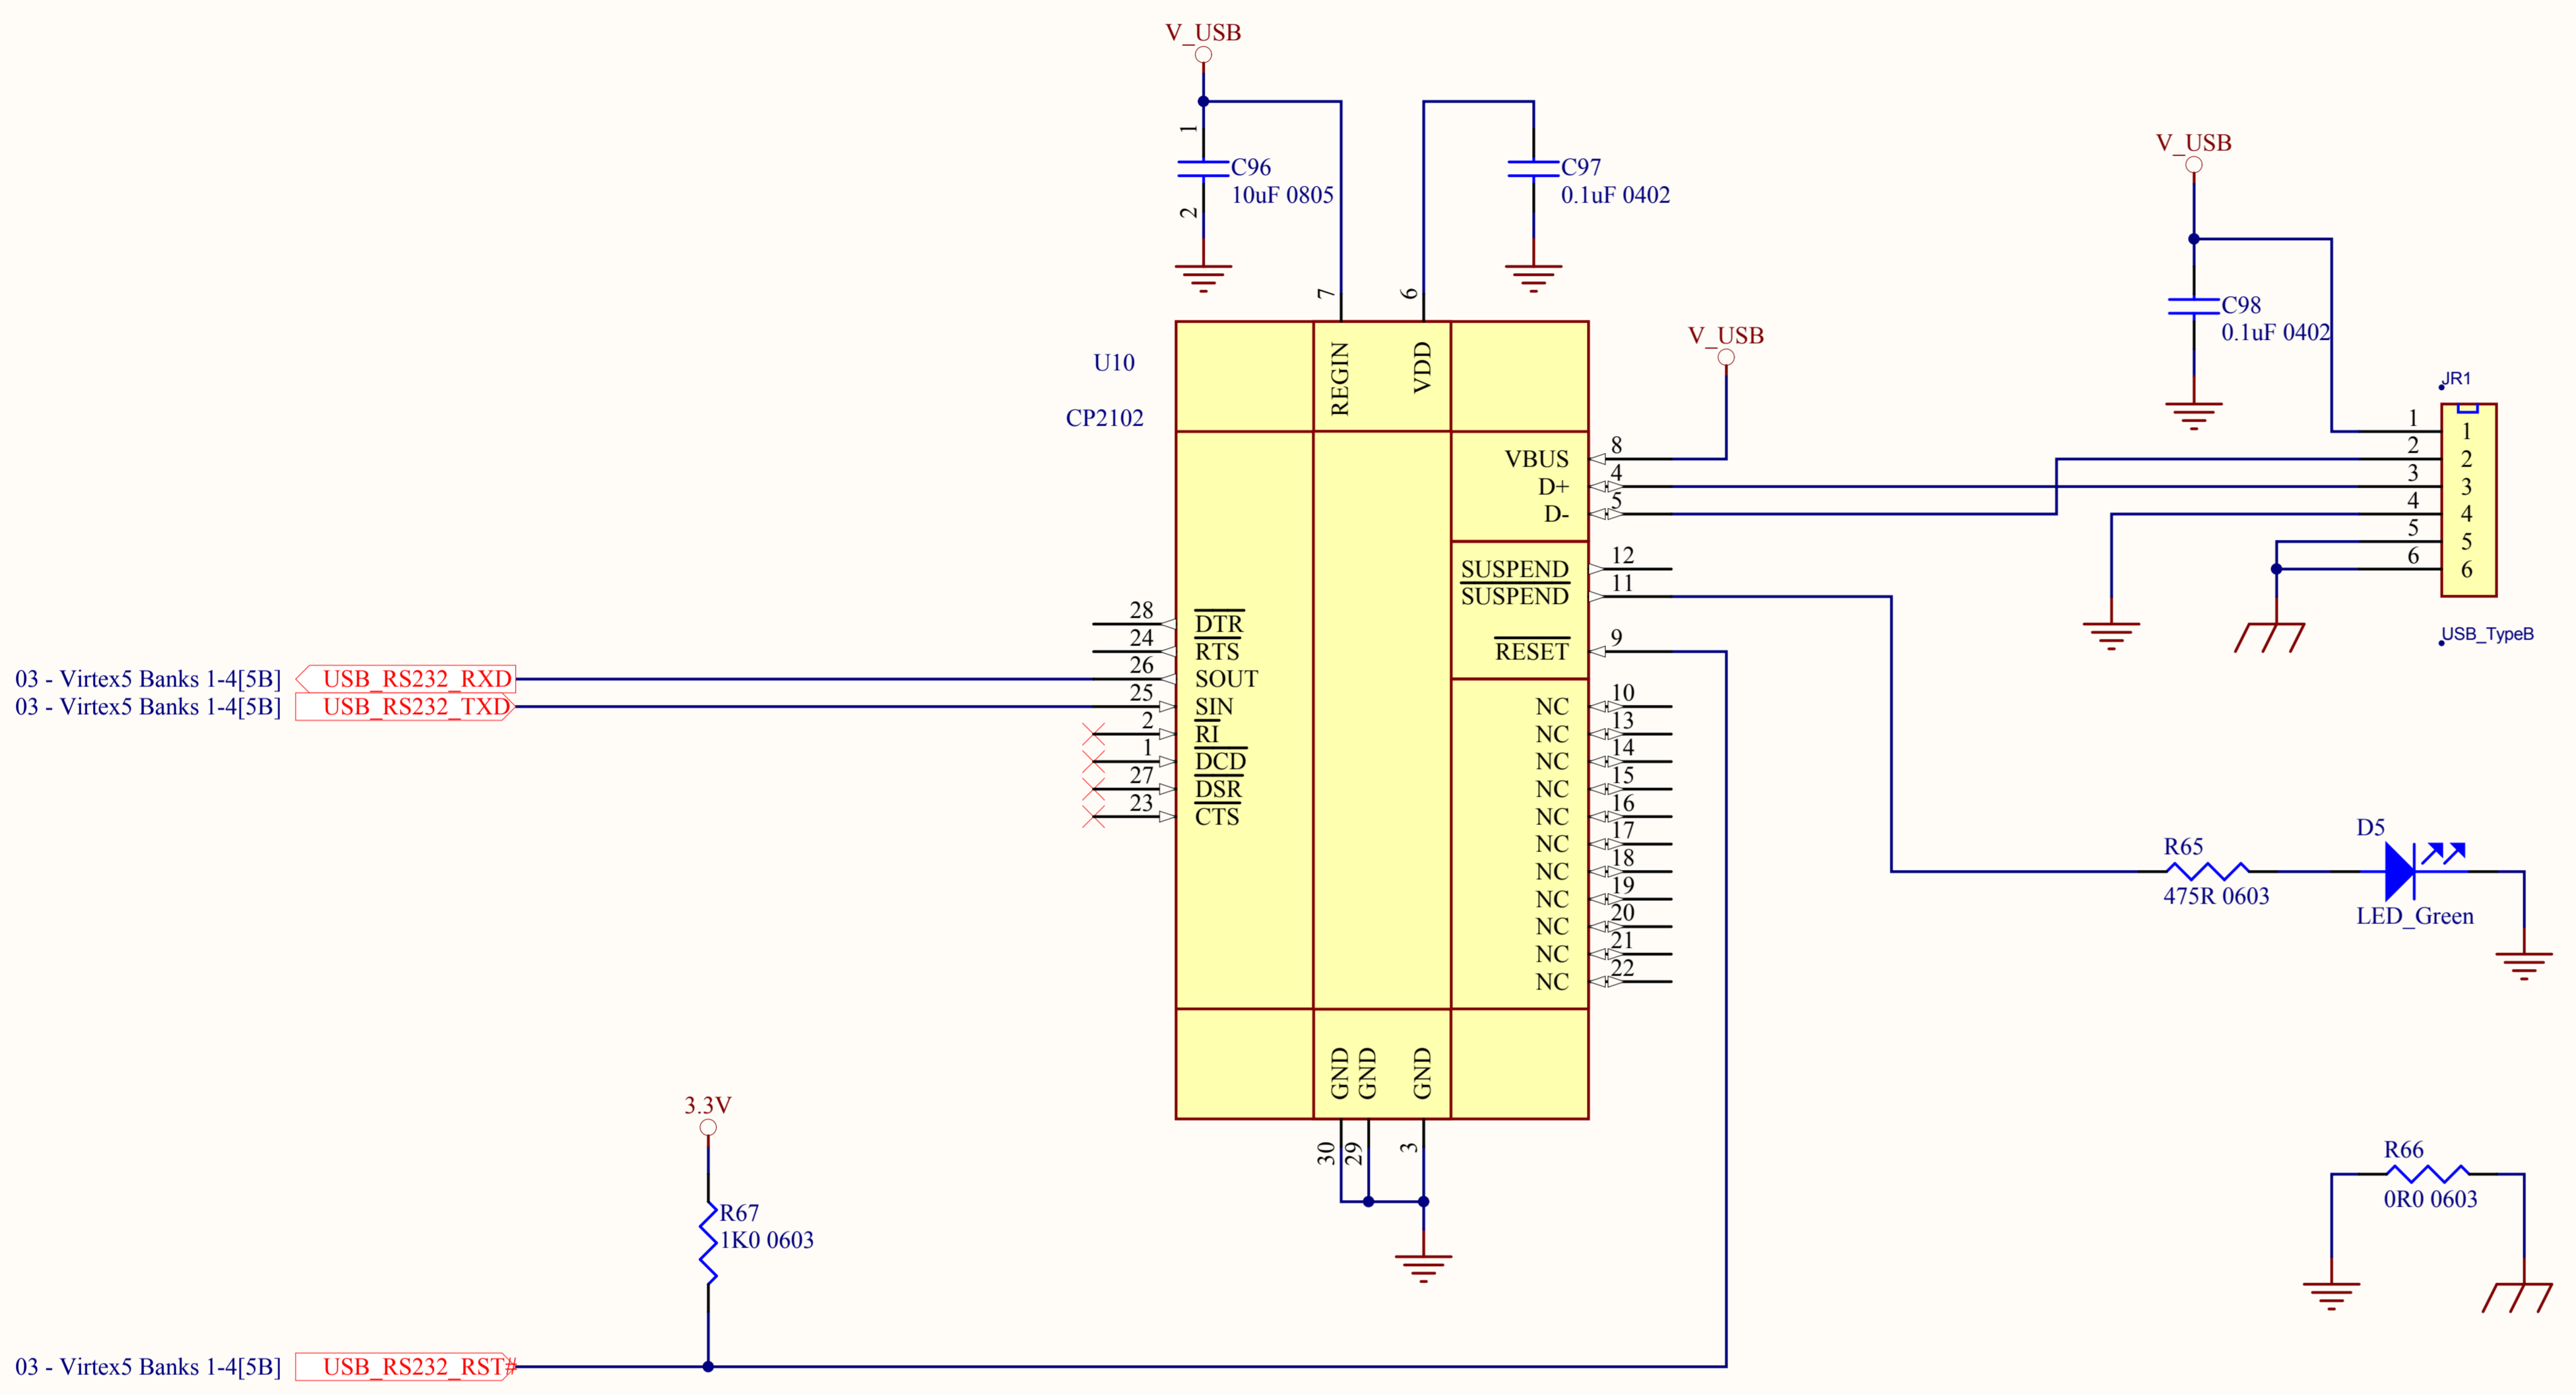 V_USB
1
C96
10uF 0805
2
C97
0.1uF 0402
7
6
V_USB
C98
0.1uF 0402
U10
CP2102
REGIN
VDD
V_USB
JR1
VBUS
8
D+
4
D-
5
SUSPEND
12
SUSPEND
11
RESET
9
1
1
2
2
3
3
4
4
5
5
6
6
USB_TypeB
28
DTR
24
RTS
03 - Virtex5 Banks 1-4[5B]
USB_RS232_RXD
26
SOUT
03 - Virtex5 Banks 1-4[5B]
USB_RS232_TXD
25
SIN
2
RI
1
DCD
27
DSR
23
CTS
NC
10
NC
13
NC
14
NC
15
NC
16
NC
17
NC
18
NC
19
NC
20
NC
21
NC
22
R65
475R 0603
D5
LED_Green
GND
GND
GND
30
29
3
3.3V
R67
1K0 0603
R66
0R0 0603
03 - Virtex5 Banks 1-4[5B]
USB_RS232_RST#